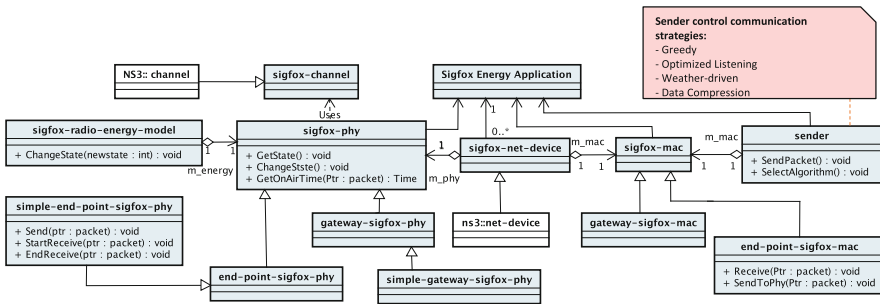 Sender control communication
strategies:
- Greedy
- Optimized Listening
- Weather-driven
- Data Compression
NS3:: channel
sigfox-channel
Sigfox Energy Application
Uses
1
0..*
sigfox-radio-energy-model
+ ChangeState(newstate : int) : void
1
1
m_energy
sigfox-phy
+ GetState() : void
+ ChangeStste() : void
+ GetOnAirTime(Ptr : packet) : Time
1
1
m_phy
sigfox-net-device
m_mac
1
1
sigfox-mac
m_mac
1
1
sender
+ SendPacket() : void
+ SelectAlgorithm() : void
simple-end-point-sigfox-phy
+ Send(ptr : packet) : void
+ StartReceive(ptr : packet) : void
+ EndReceive(ptr : packet) : void
gateway-sigfox-phy
ns3::net-device
gateway-sigfox-mac
end-point-sigfox-mac
+ Receive(Ptr : packet) : void
+ SendToPhy(Ptr : packet) : void
end-point-sigfox-phy
simple-gateway-sigfox-phy